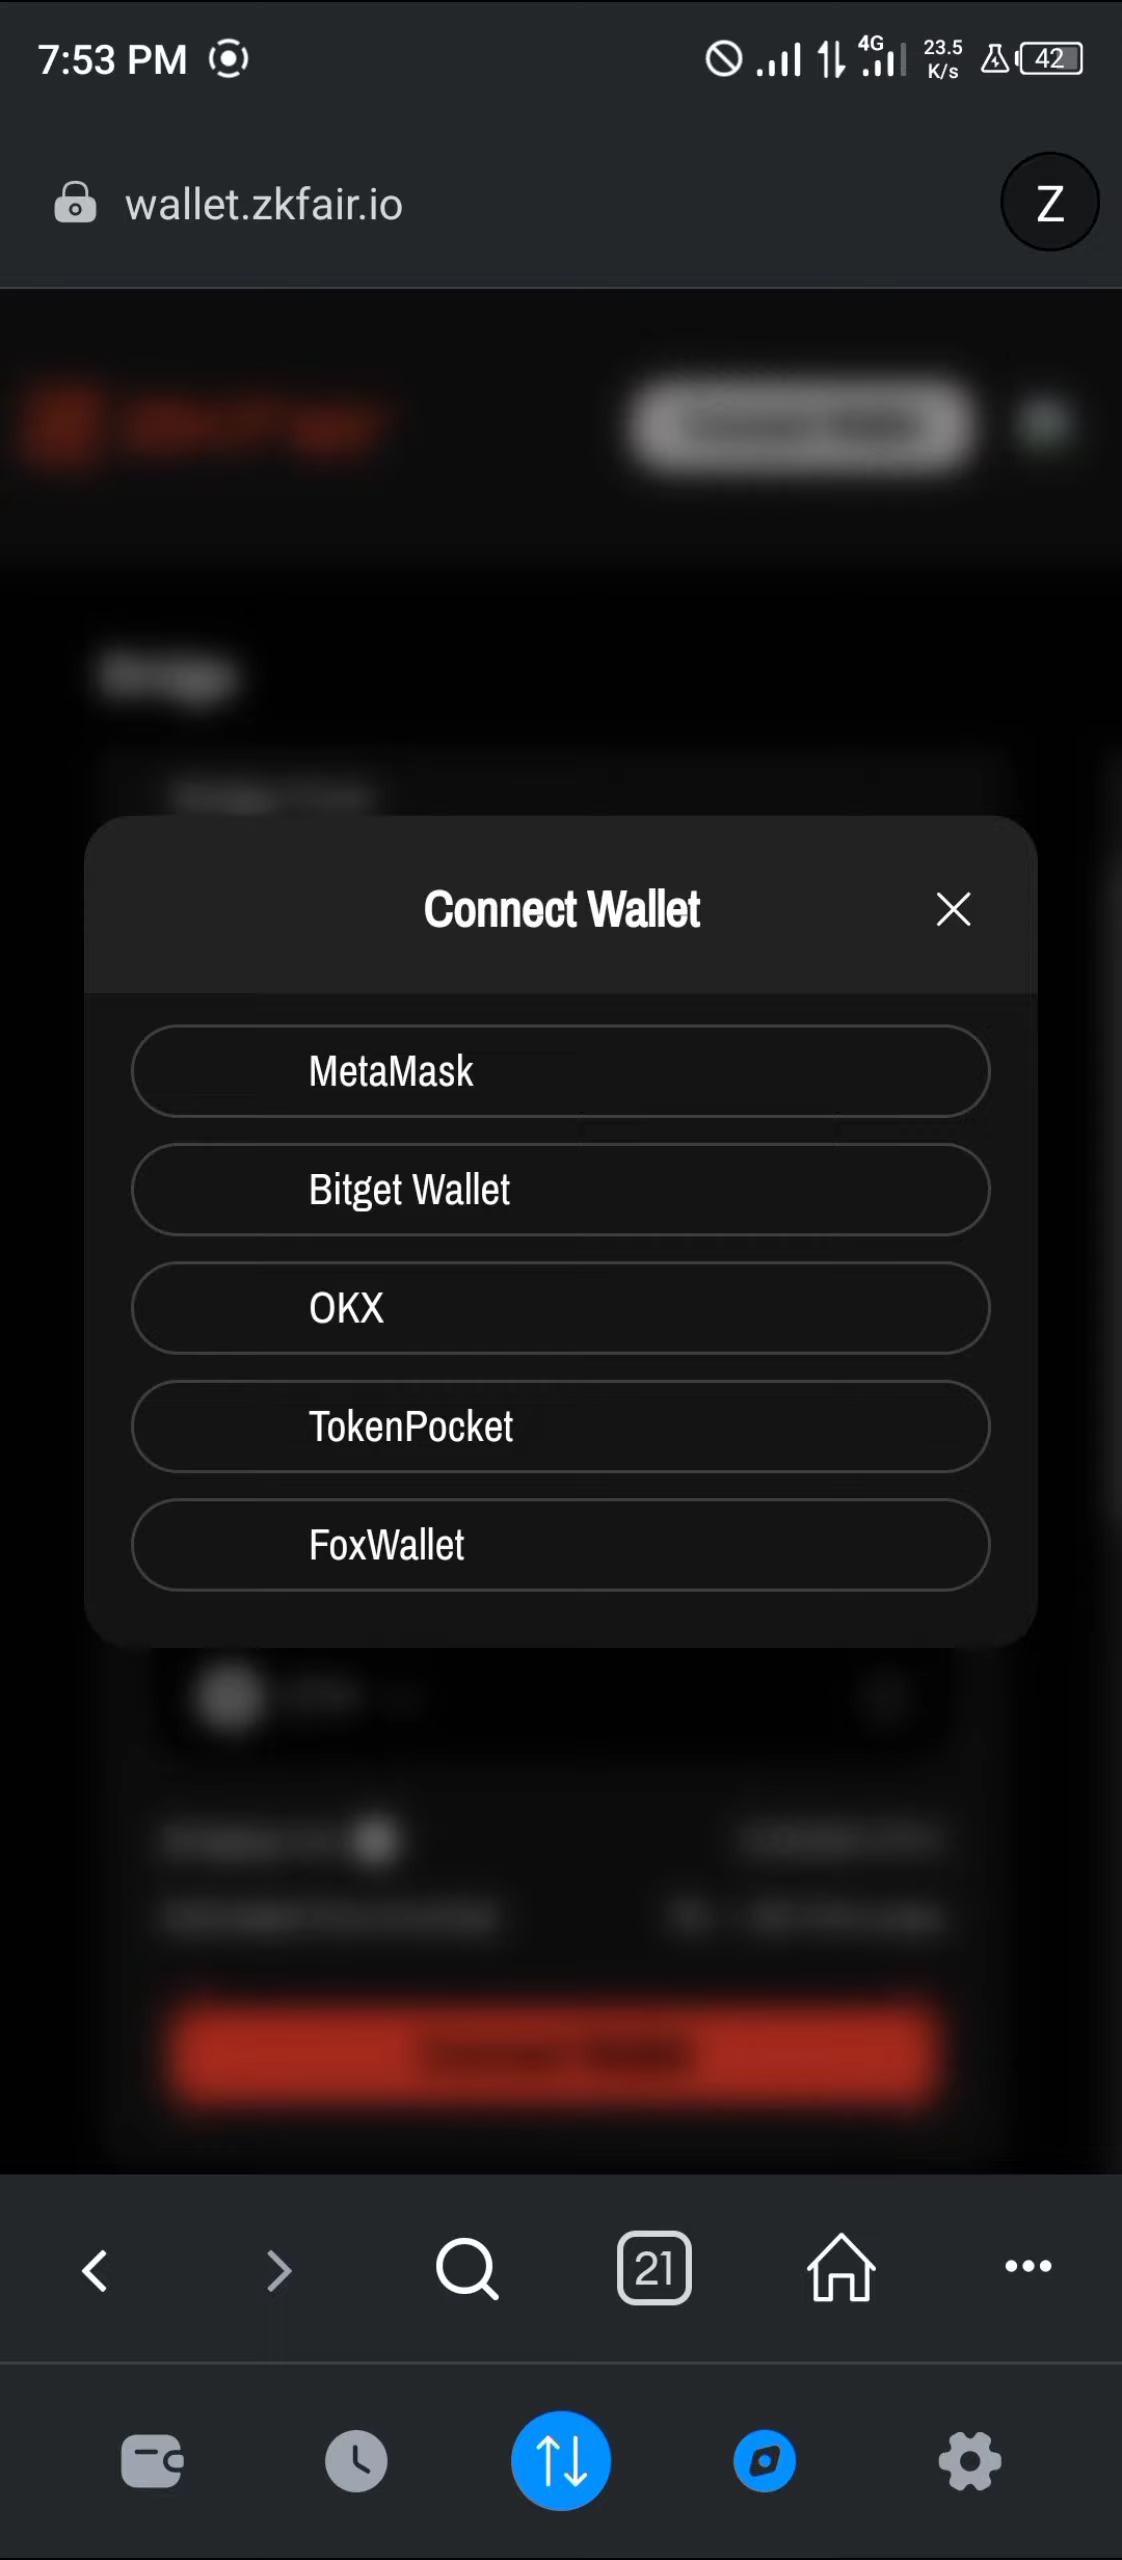 7:53 PM 4G 23.5 K/s 42
wallet.zkfair.io Z
Connect Wallet
MetaMask
Bitget Wallet
OKX
TokenPocket
FoxWallet
21